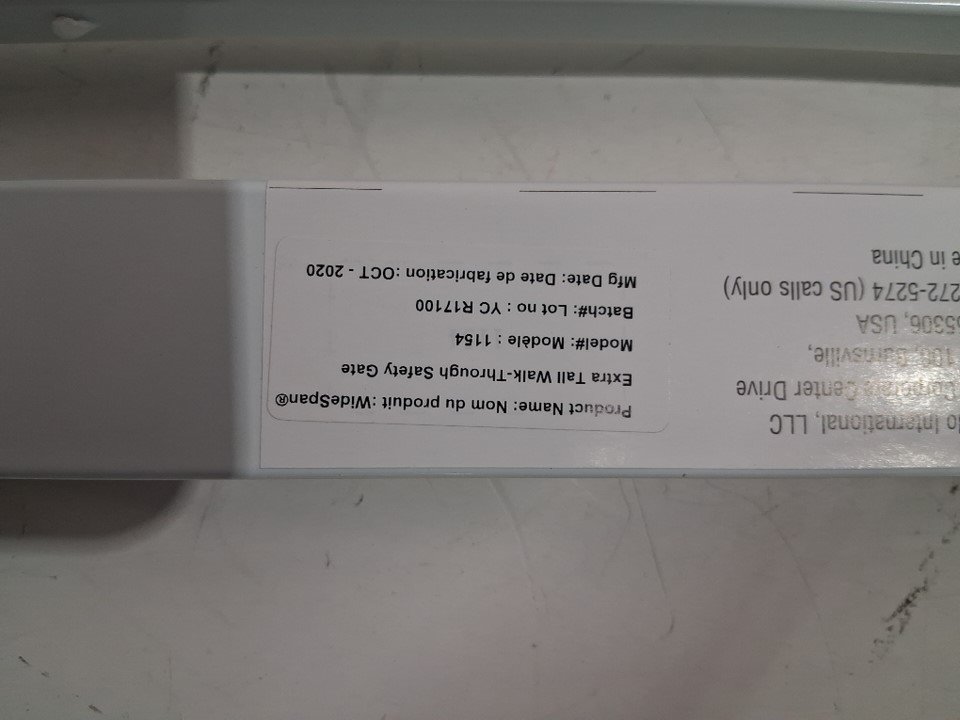 Product Name: Nom du produit :WideSpan®
Extra Tall Walk-Through Safety Gate
Model#: Modèle : 1154
Batch#: Lot no : YC R17100
Mfg Date: Date de fabrication :OCT - 2020
International, LLC
Center Drive
USA
272-5274 (US calls only)
in China